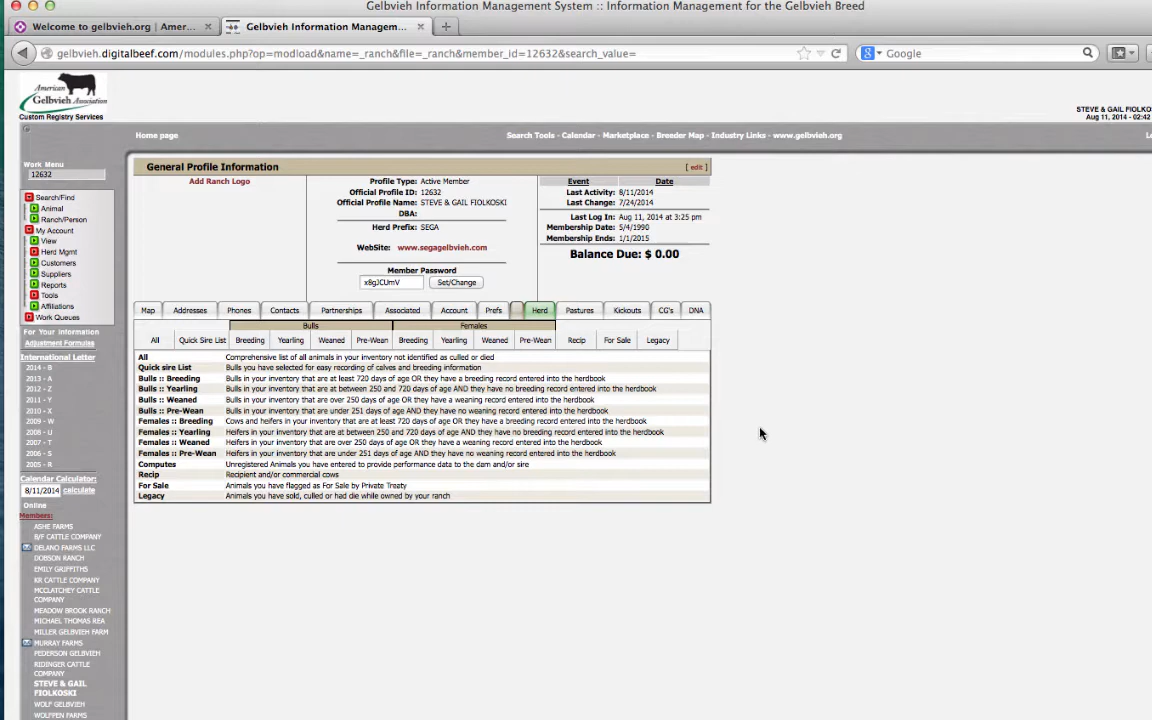 Gelbvieh Information Management System :: Information Management for the Gelbvieh Breed
Welcome to gelbvieh.org | Amer... ×
Gelbvieh Information Managem... ×
gelbvieh.digitalbeef.com/modules.php?op=modload&name=_ranch&file=_ranch&member_id=12632&search_value=
Google
American
Gelbvieh Association
Custom Registry Services
STEVE & GAIL FIOLKO
Aug 11, 2014 - 02:42
Home page
Search Tools - Calendar - Marketplace - Breeder Map - Industry Links - www.gelbvieh.org
Work Menu
12632
Search/Find
Animal
Ranch/Person
My Account
View
Herd Mgmt
Customers
Suppliers
Reports
Tools
Affiliations
Work Queues
For Your Information
Adjustment Formulas
International Letter
2014 - B
2013 - A
2012 - Z
2011 - Y
2010 - X
2009 - W
2008 - U
2007 - T
2006 - S
2005 - R
Calendar Calculator:
8/11/2014 calculate
Online
Members:
ASHE FARMS
B/F CATTLE COMPANY
DELANO FARMS LLC
DOBSON RANCH
EMILY GRIFFITHS
KR CATTLE COMPANY
MCCLATCHEY CATTLE
COMPANY
MEADOW BROOK RANCH
MICHAEL THOMAS REA
MILLER GELBVIEH FARM
MURRAY FARMS
PEDERSON GELBVIEH
RIDINGER CATTLE
COMPANY
STEVE & GAIL
FIOLKOSKI
WOLF GELBVIEH
WOLFFEN FARMS
General Profile Information
[ edit ]
Add Ranch Logo
Profile Type: Active Member
Official Profile ID: 12632
Official Profile Name: STEVE & GAIL FIOLKOSKI
DBA:
Herd Prefix: SEGA
WebSite: www.segagelbvieh.com
Member Password
x8gJCUmV Set/Change
Event Date
Last Activity: 8/11/2014
Last Change: 7/24/2014
Last Log In: Aug 11, 2014 at 3:25 pm
Membership Date: 5/4/1990
Membership Ends: 1/1/2015
Balance Due: $ 0.00
Map Addresses Phones Contacts Partnerships Associated Account Prefs Herd Pastures Kickouts CG's DNA
Bulls Females
All Quick Sire List Breeding Yearling Weaned Pre-Wean Breeding Yearling Weaned Pre-Wean Recip For Sale Legacy
All Comprehensive list of all animals in your inventory not identified as culled or died
Quick sire List Bulls you have selected for easy recording of calves and breeding information
Bulls :: Breeding Bulls in your inventory that are at least 720 days of age OR they have a breeding record entered into the herdbook
Bulls :: Yearling Bulls in your inventory that are at between 250 and 720 days of age AND they have no breeding record entered into the herdbook
Bulls :: Weaned Bulls in your inventory that are over 250 days of age OR they have a weaning record entered into the herdbook
Bulls :: Pre-Wean Bulls in your inventory that are under 251 days of age AND they have no weaning record entered into the herdbook
Females :: Breeding Cows and heifers in your inventory that are at least 720 days of age OR they have a breeding record entered into the herdbook
Females :: Yearling Heifers in your inventory that are at between 250 and 720 days of age AND they have no breeding record entered into the herdbook
Females :: Weaned Heifers in your inventory that are over 250 days of age OR they have a weaning record entered into the herdbook
Females :: Pre-Wean Heifers in your inventory that are under 251 days of age AND they have no weaning record entered into the herdbook
Computes Unregistered Animals you have entered to provide performance data to the dam and/or sire
Recip Recipient and/or commercial cows
For Sale Animals you have flagged as For Sale by Private Treaty
Legacy Animals you have sold, culled or had die while owned by your ranch